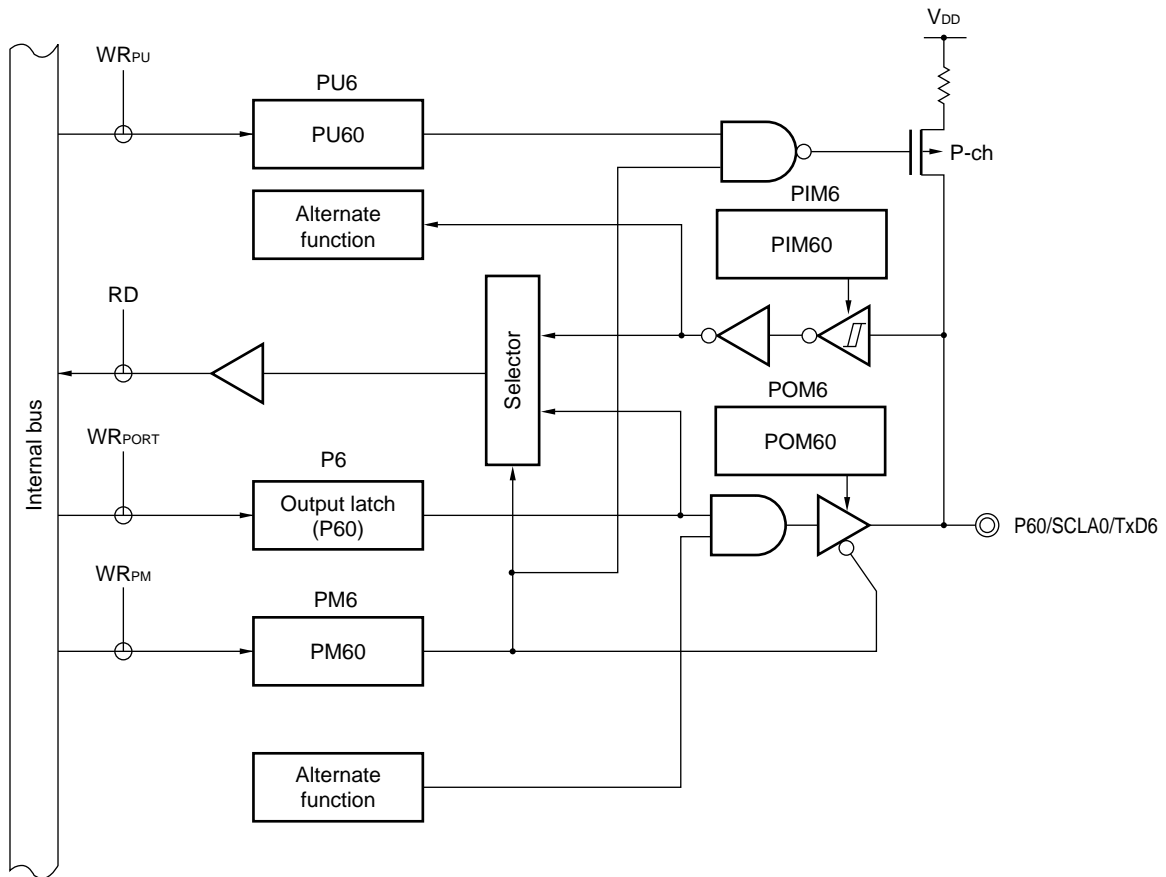 VDD
WRPU
PU6
PU60
P-ch
Alternate
function
PIM6
PIM60
RD
Selector
POM6
POM60
WRPORT
P6
Output latch
(P60)
P60/SCLA0/TxD6
Internal bus
WRPM
PM6
PM60
Alternate
function